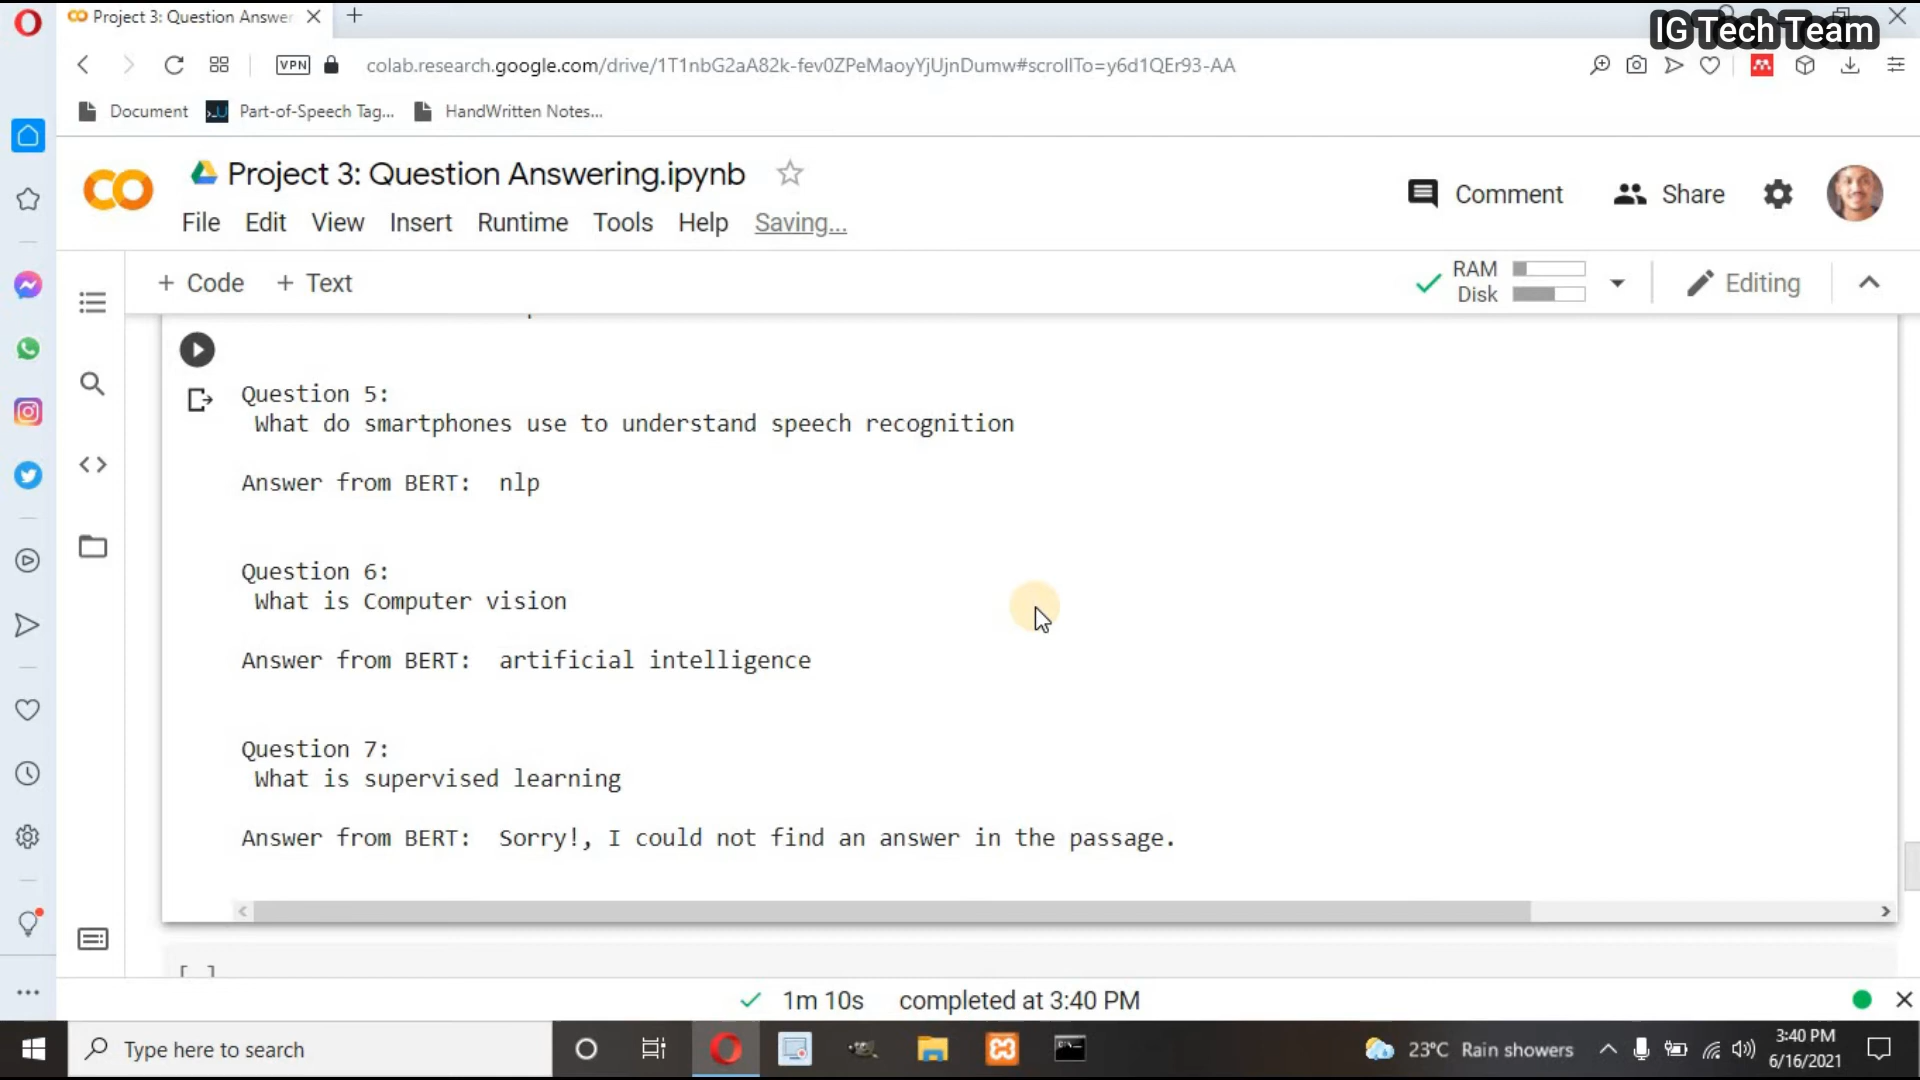 Project 3: Question Answer
IG Tech Team
VPN
colab.research.google.com/drive/1T1nbG2aA82k-fev0ZPeMaoyYjUjnDumw#scrollTo=y6d1QEr93-AA
Document
Part-of-Speech Tag...
HandWritten Notes...
CO
Project 3: Question Answering.ipynb
Comment
Share
File Edit View Insert Runtime Tools Help Saving...
+ Code + Text
RAM
Disk
Editing
Question 5:
What do smartphones use to understand speech recognition
Answer from BERT: nlp
Question 6:
What is Computer vision
Answer from BERT: artificial intelligence
Question 7:
What is supervised learning
Answer from BERT: Sorry!, I could not find an answer in the passage.
[ ]
1m 10s completed at 3:40 PM
Type here to search
23°C Rain showers
3:40 PM
6/16/2021